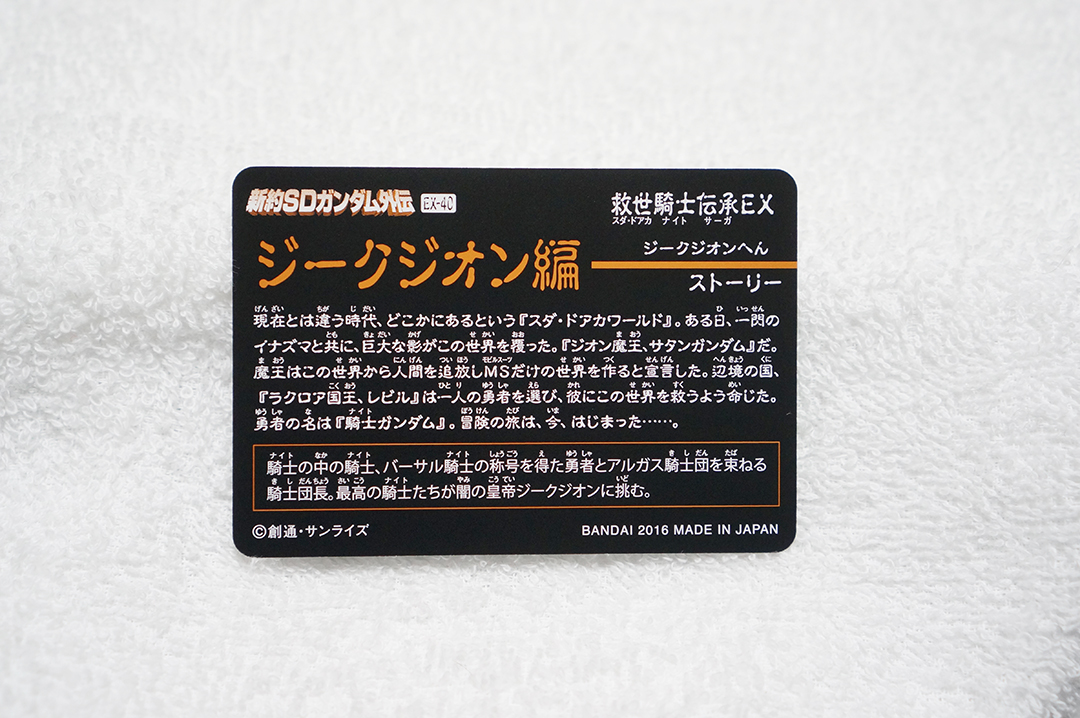 新約SDガンダム外伝 EX-40
救世騎士伝承EX
スダ・ドアカ ナイト サーガ
ジークジオン編
ジークジオンへん
ストーリー
現在とは違う時代、どこかにあるという『スダ・ドアカワールド』。ある日、一閃の
イナズマと共に、巨大な影がこの世界を覆った。『ジオン魔王、サタンガンダム』だ。
魔王はこの世界から人間を追放しMSだけの世界を作ると宣言した。辺境の国、
『ラクロア国王、レビル』は一人の勇者を選び、彼にこの世界を救うよう命じた。
勇者の名は『騎士ガンダム』。冒険の旅は、今、はじまった……。
騎士の中の騎士、バーサル騎士の称号を得た勇者とアルガス騎士団を束ねる
騎士団長。最高の騎士たちが闇の皇帝ジークジオンに挑む。
©創通・サンライズ
BANDAI 2016 MADE IN JAPAN